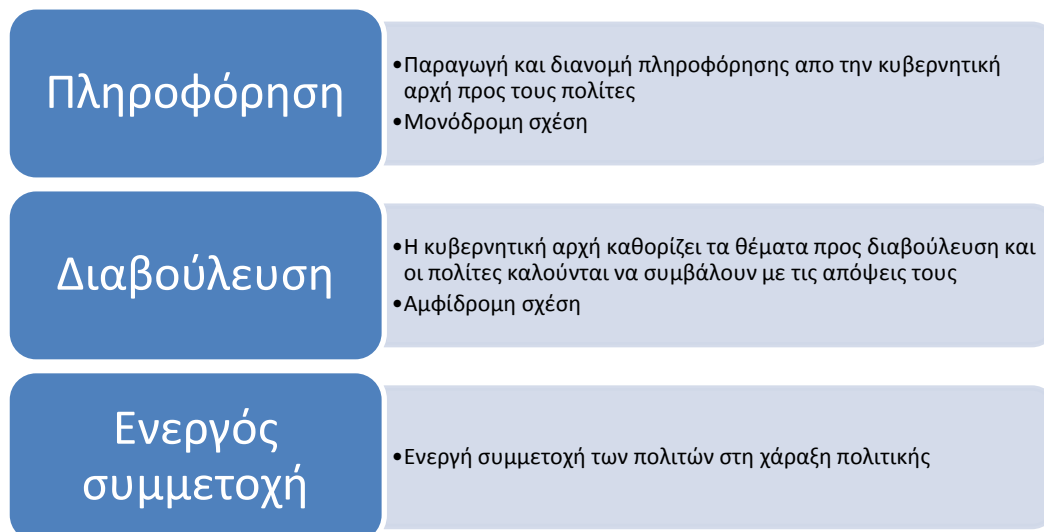 Πληροφόρηση
•Παραγωγή και διανομή πληροφόρησης απο την κυβερνητική
αρχή προς τους πολίτες
•Μονόδρομη σχέση
Διαβούλευση
•Η κυβερνητική αρχή καθορίζει τα θέματα προς διαβούλευση και
οι πολίτες καλούνται να συμβάλουν με τις απόψεις τους
•Αμφίδρομη σχέση
Ενεργός
συμμετοχή
•Ενεργή συμμετοχή των πολιτών στη χάραξη πολιτικής